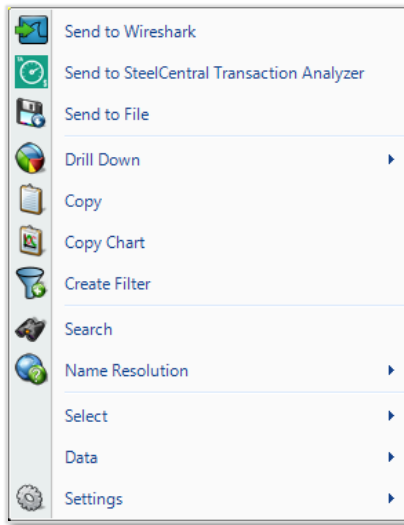 Send to Wireshark
Send to SteelCentral Transaction Analyzer
Send to File
Drill Down
Copy
Copy Chart
Create Filter
Search
Name Resolution
Select
Data
Settings